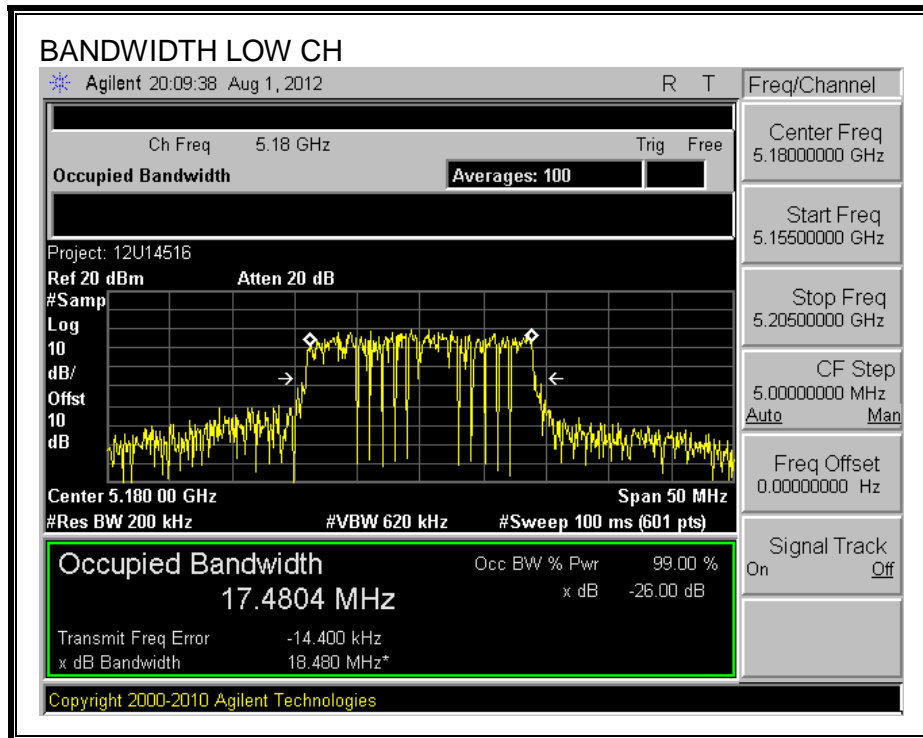 BANDWIDTH LOW CH
Agilent 20:09:38 Aug 1, 2012 R T
Freq/Channel
Ch Freq 5.18 GHz Trig Free
Occupied Bandwidth Averages: 100
Project: 12U14516
Ref 20 dBm Atten 20 dB
#Samp
Log
10
dB/
Offst
10
dB
Center 5.180 00 GHz Span 50 MHz
#Res BW 200 kHz #VBW 620 kHz #Sweep 100 ms (601 pts)
Occupied Bandwidth
17.4804 MHz
Occ BW % Pwr 99.00 %
x dB -26.00 dB
Transmit Freq Error -14.400 kHz
x dB Bandwidth 18.480 MHz*
Copyright 2000-2010 Agilent Technologies
Center Freq
5.18000000 GHz
Start Freq
5.15500000 GHz
Stop Freq
5.20500000 GHz
CF Step
5.00000000 MHz
Auto Man
Freq Offset
0.00000000 Hz
Signal Track
On Off